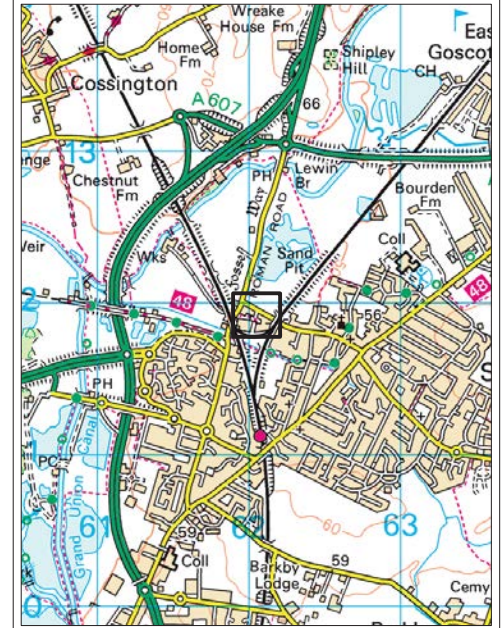 Wreake
House Fm
Home
Fm
Shipley
Hill
Eas
Goscot
CH
Cossington
A 607
66
13
PH
Lewin
Br
Chestnut
Fm
Bourden
Fm
Way
ROMAN ROAD
Fosse
Coll
Weir
Wks
Sand
Pit
48
48
2
56
PH
S
Canal
PC
Grand Union
61
62
63
59
60
59
Coll
Barkby
Lodge
Cemy
0